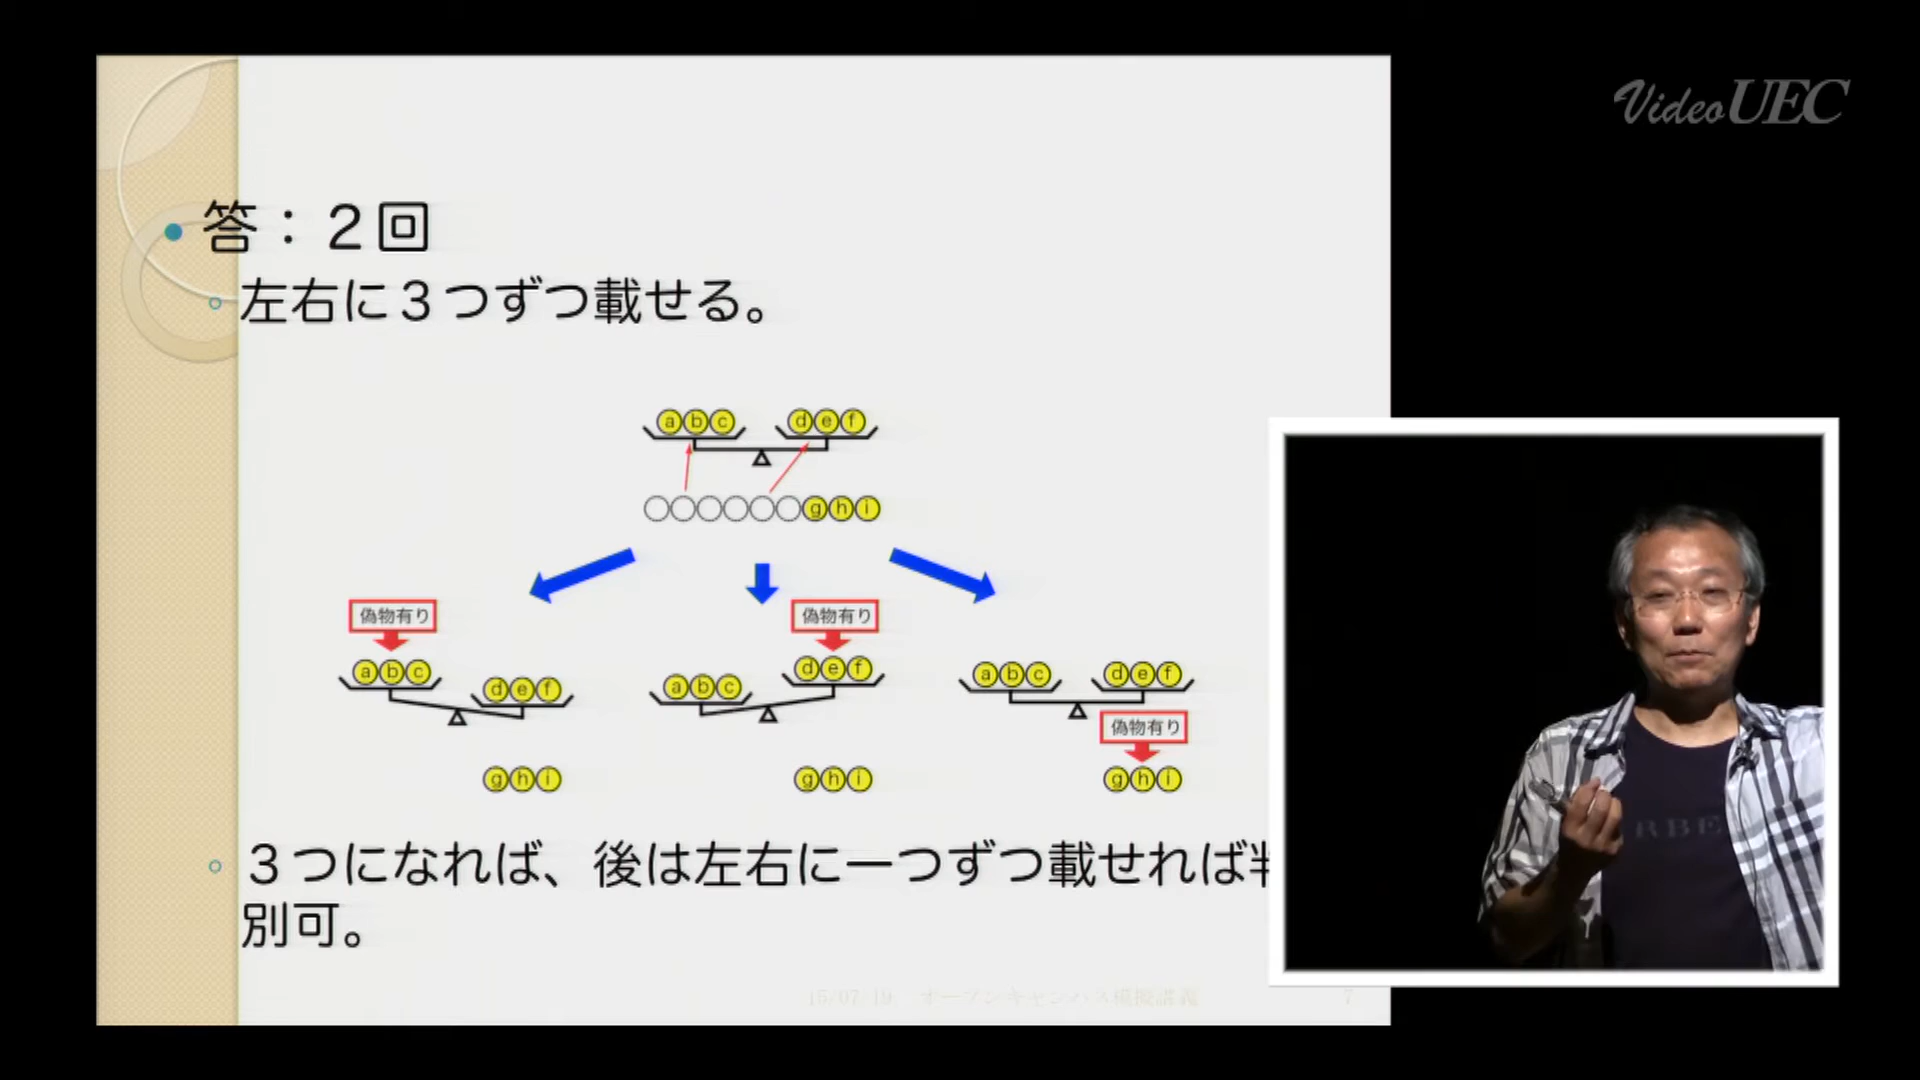 VideoUEC
答：２回
左右に３つずつ載せる。
a b c d e f
g h i
偽物有り 偽物有り
a b c d e f a b c d e f a b c d e f
偽物有り
g h i g h i g h i
３つになれば、後は左右に一つずつ載せれば判
別可。
15/07/19 オープンキャンパス模擬講義 7